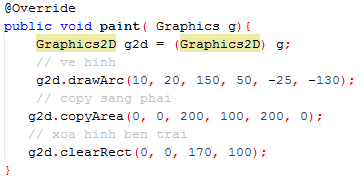 @Override
public void paint( Graphics g){
Graphics2D g2d = (Graphics2D) g;
// ve hinh
g2d.drawArc(10, 20, 150, 50, -25, -130);
// copy sang phai
g2d.copyArea(0, 0, 200, 100, 200, 0);
// xoa hinh ben trai
g2d.clearRect(0, 0, 170, 100);
}